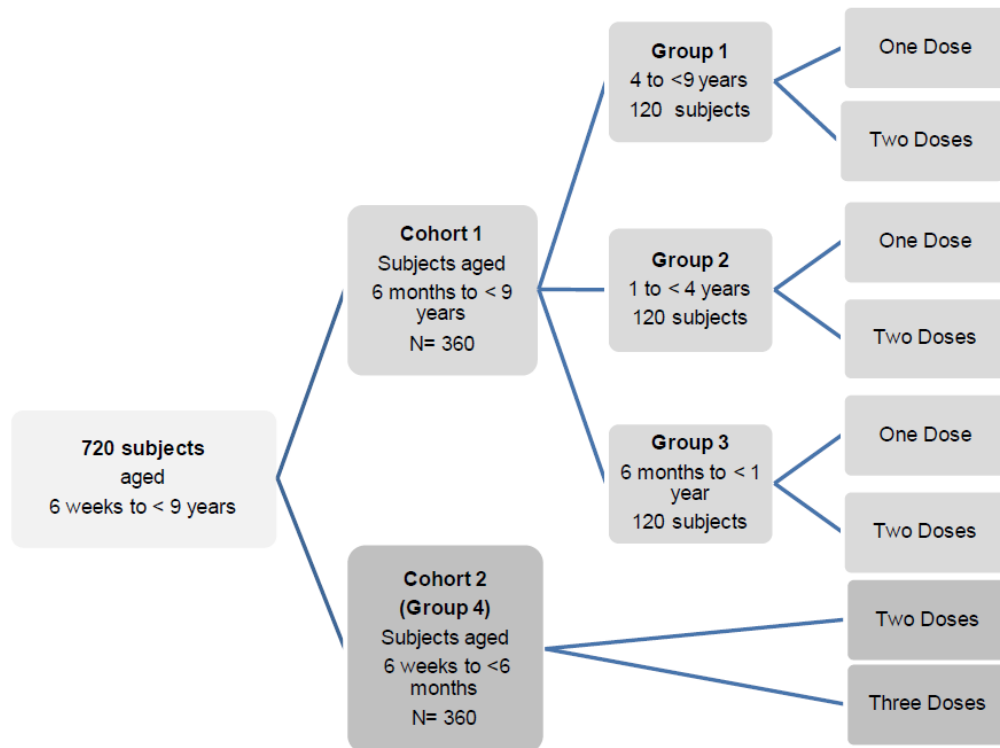 720 subjects
aged
6 weeks to < 9 years
Cohort 1
Subjects aged
6 months to < 9
years
N= 360
Cohort 2
(Group 4)
Subjects aged
6 weeks to <6
months
N= 360
Group 1
4 to <9 years
120 subjects
Group 2
1 to < 4 years
120 subjects
Group 3
6 months to < 1
year
120 subjects
One Dose
Two Doses
One Dose
Two Doses
One Dose
Two Doses
Two Doses
Three Doses